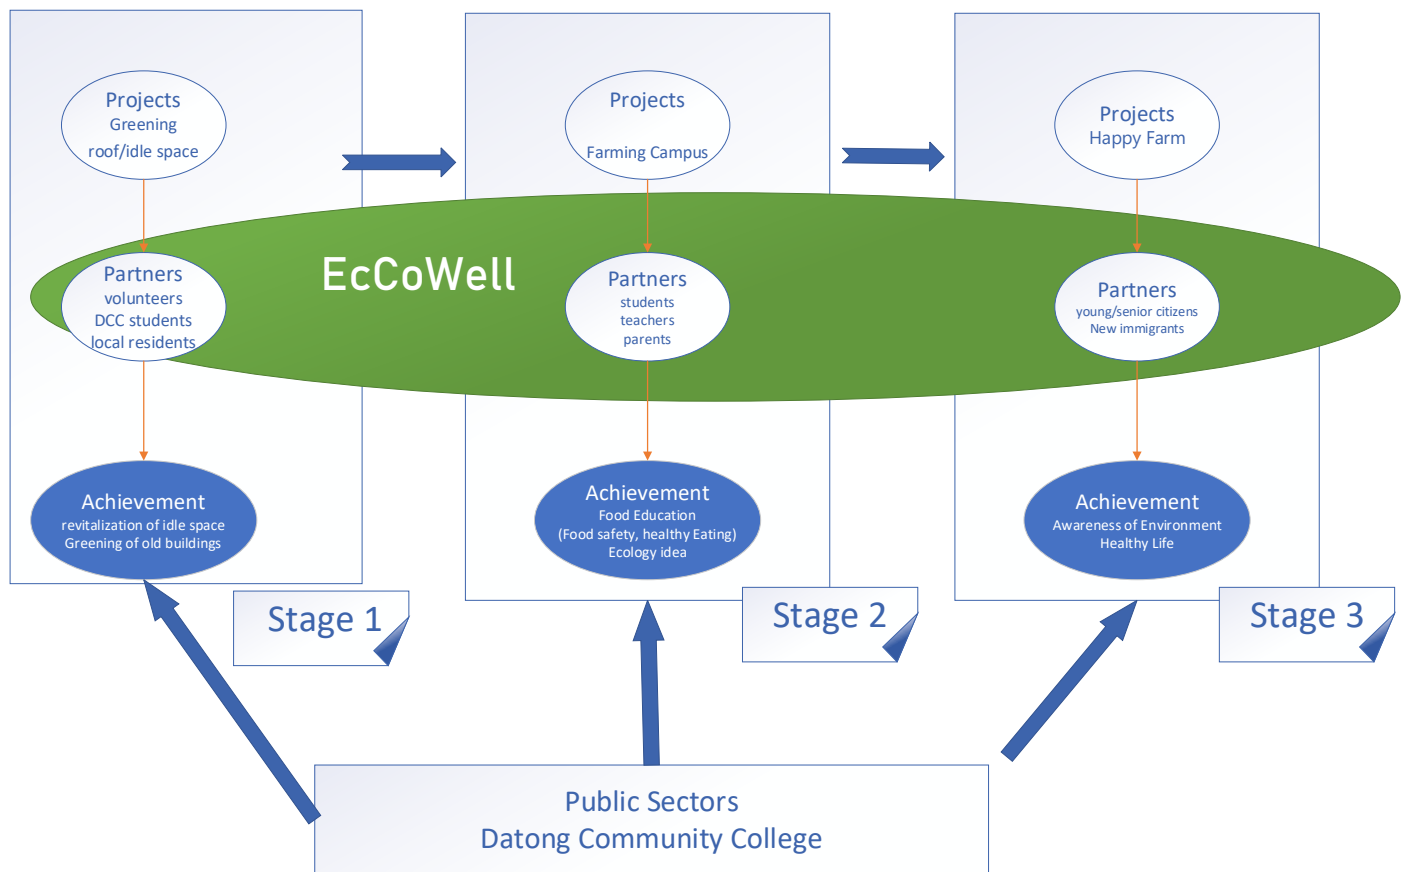 Projects
Greening
roof/idle space
Projects
Farming Campus
Projects
Happy Farm
EcCoWell
Partners
volunteers
DCC students
local residents
Partners
students
teachers
parents
Partners
young/senior citizens
New immigrants
Achievement
revitalization of idle space
Greening of old buildings
Achievement
Food Education
(Food safety, healthy Eating)
Ecology idea
Achievement
Awareness of Environment
Healthy Life
Stage 1
Stage 2
Stage 3
Public Sectors
Datong Community College